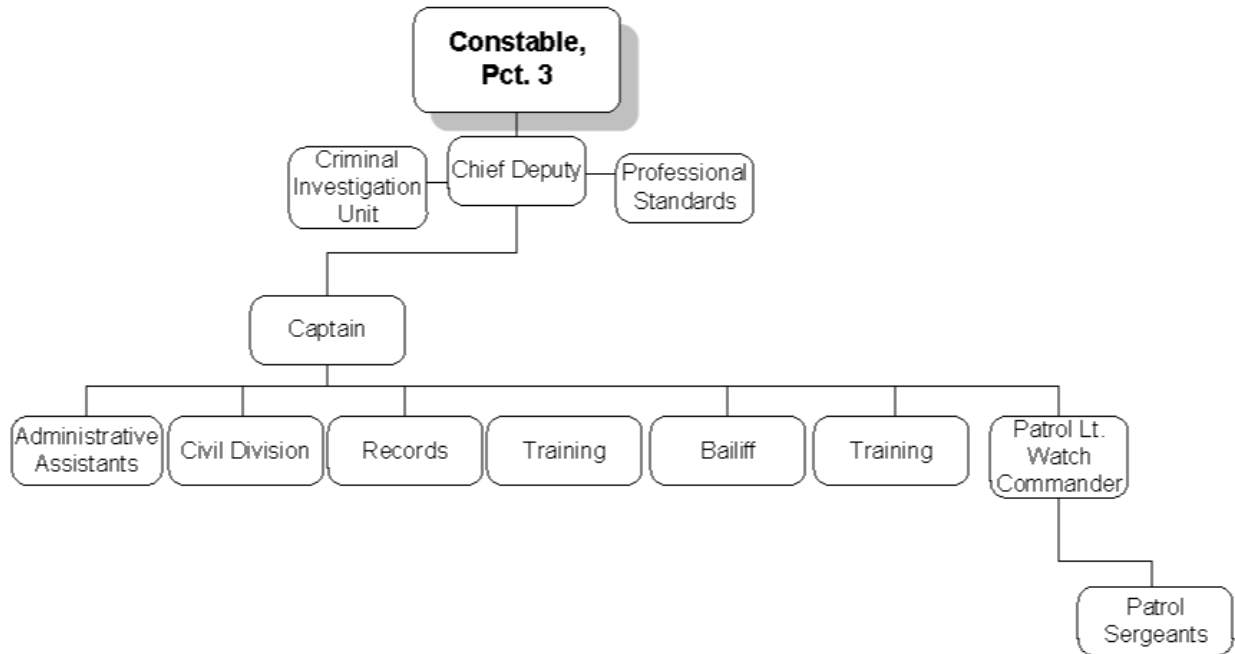 Constable,
Pct. 3
Criminal
Investigation
Unit
Chief Deputy
Professional
Standards
Captain
Administrative
Assistants
Civil Division
Records
Training
Bailiff
Training
Patrol Lt.
Watch
Commander
Patrol
Sergeants